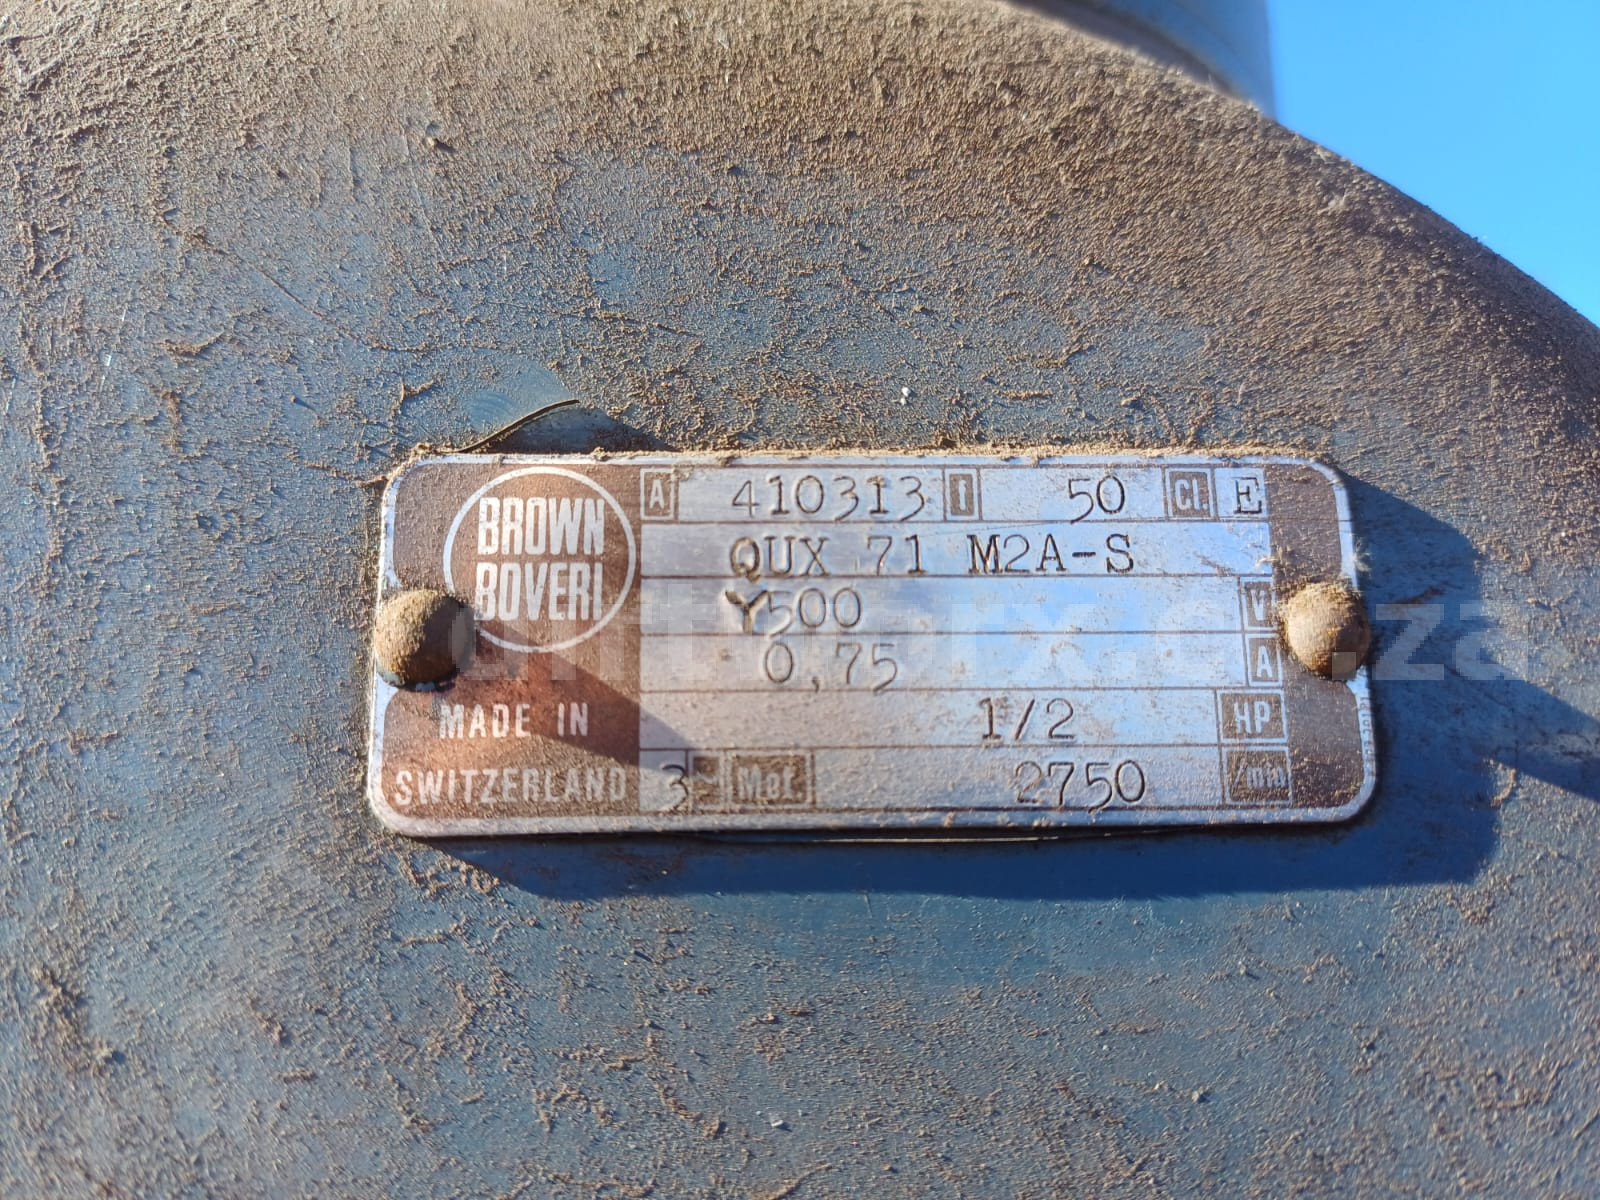 BROWN
BOVERI
MADE IN
SWITZERLAND
A 410313 f 50 Cl. E
QUX 71 M2A-S
Y500 V
0,75 A
1/2 HP
3~ Mot. 2750 /min